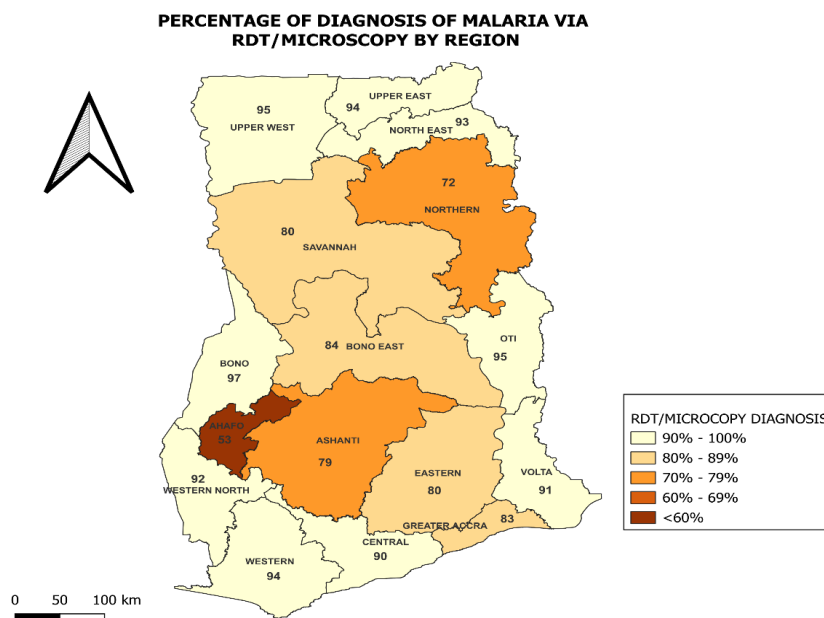 PERCENTAGE OF DIAGNOSIS OF MALARIA VIA
RDT/MICROSCOPY BY REGION
UPPER EAST
94
95
UPPER WEST
93
NORTH EAST
72
NORTHERN
80
SAVANNAH
84
BONO EAST
OTI
95
BONO
97
AHAFO
53
ASHANTI
79
EASTERN
80
VOLTA
91
92
WESTERN NORTH
83
GREATER ACCRA
CENTRAL
90
WESTERN
94
RDT/MICROCOPY DIAGNOSIS
90% - 100%
80% - 89%
70% - 79%
60% - 69%
<60%
0 50 100 km